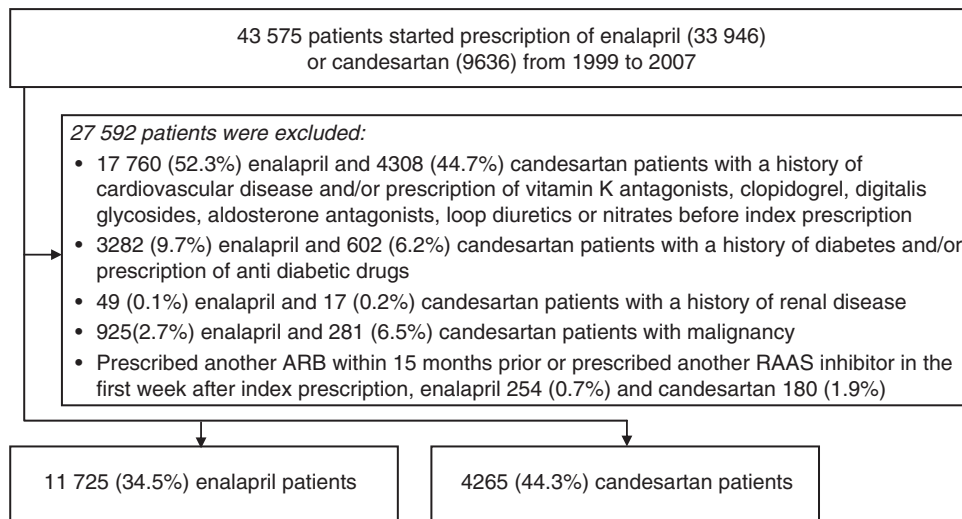 43 575 patients started prescription of enalapril (33 946)
or candesartan (9636) from 1999 to 2007
27 592 patients were excluded:
• 17 760 (52.3%) enalapril and 4308 (44.7%) candesartan patients with a history of
cardiovascular disease and/or prescription of vitamin K antagonists, clopidogrel, digitalis
glycosides, aldosterone antagonists, loop diuretics or nitrates before index prescription
• 3282 (9.7%) enalapril and 602 (6.2%) candesartan patients with a history of diabetes and/or
prescription of anti diabetic drugs
• 49 (0.1%) enalapril and 17 (0.2%) candesartan patients with a history of renal disease
• 925(2.7%) enalapril and 281 (6.5%) candesartan patients with malignancy
• Prescribed another ARB within 15 months prior or prescribed another RAAS inhibitor in the
first week after index prescription, enalapril 254 (0.7%) and candesartan 180 (1.9%)
11 725 (34.5%) enalapril patients
4265 (44.3%) candesartan patients